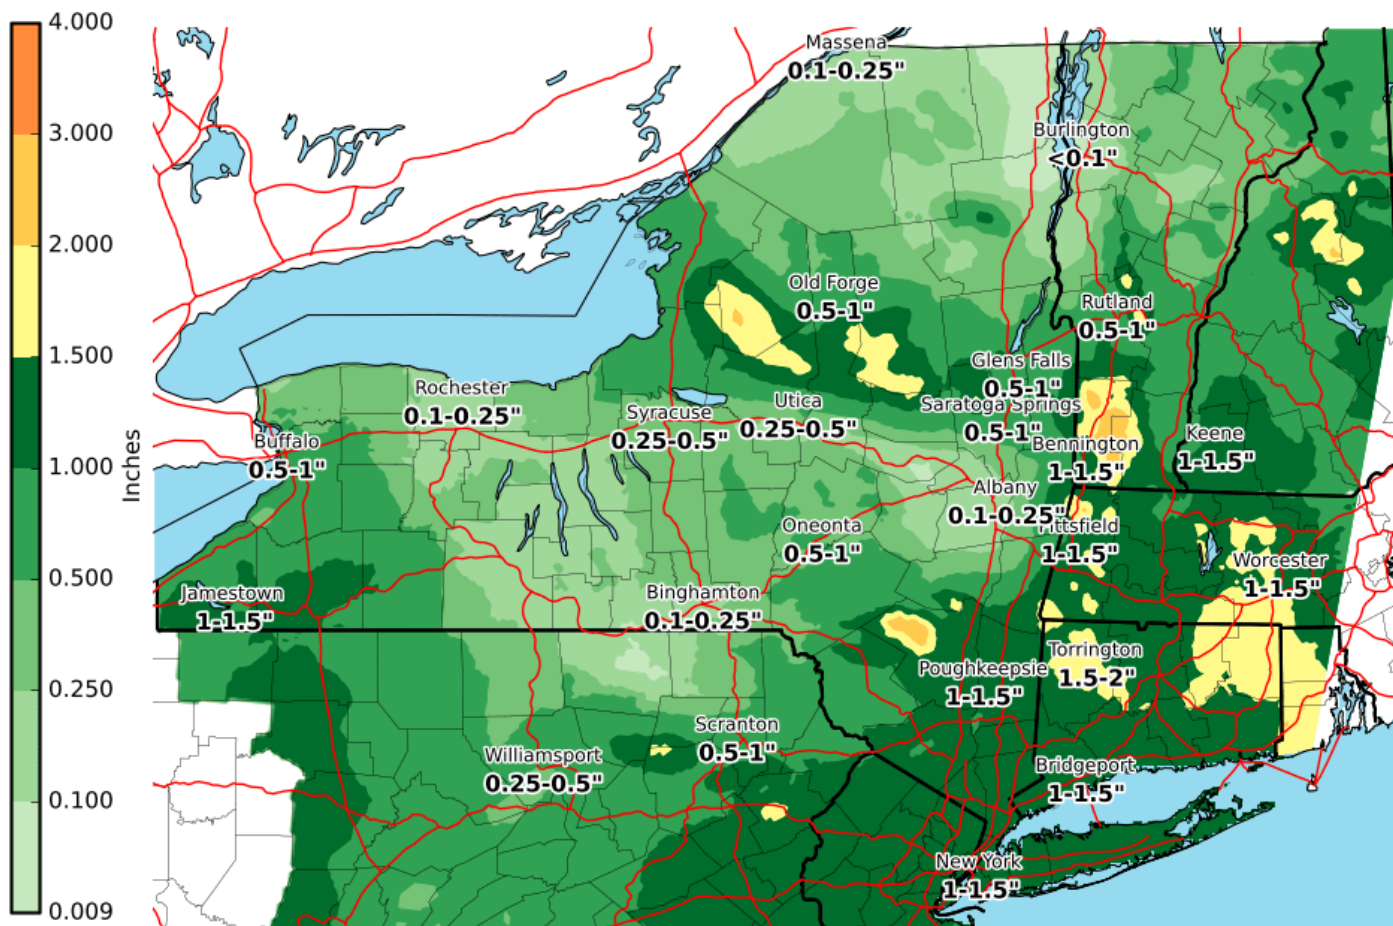 4.000
3.000
2.000
1.500
1.000
0.500
0.250
0.100
0.009
Inches
Massena
0.1-0.25"
Burlington
<0.1"
Old Forge
0.5-1"
Rutland
0.5-1"
Glens Falls
0.5-1"
Rochester
0.1-0.25"
Syracuse
0.25-0.5"
Utica
0.25-0.5"
Saratoga Springs
0.5-1"
Buffalo
0.5-1"
Bennington
1-1.5"
Keene
1-1.5"
Albany
0.1-0.25"
Oneonta
0.5-1"
Pittsfield
1-1.5"
Worcester
1-1.5"
Jamestown
1-1.5"
Binghamton
0.1-0.25"
Torrington
1.5-2"
Poughkeepsie
1-1.5"
Scranton
0.5-1"
Williamsport
0.25-0.5"
Bridgeport
1-1.5"
New York
1-1.5"